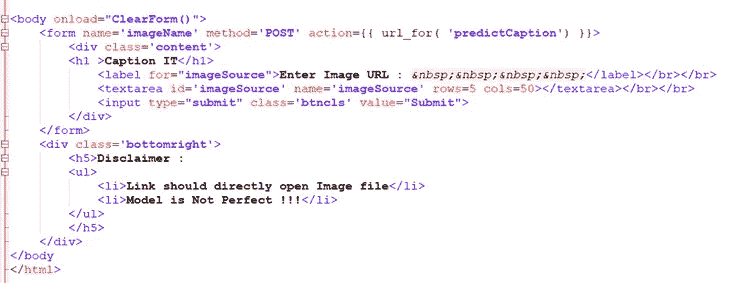 <body onload="ClearForm()">
<form name='imageName' method='POST' action={{ url_for( 'predictCaption') }}>
<div class='content'>
<h1 >Caption IT</h1>
<label for="imageSource">Enter Image URL : &nbsp;&nbsp;&nbsp;&nbsp;</label></br></br>
<textarea id='imageSource' name='imageSource' rows=5 cols=50></textarea></br></br>
<input type="submit" class='btncls' value="Submit">
</div>
</form>
<div class='bottomright'>
<h5>Disclaimer :
<ul>
<li>Link should directly open Image file</li>
<li>Model is Not Perfect !!!</li>
</ul>
</h5>
</div>
</body
</html>